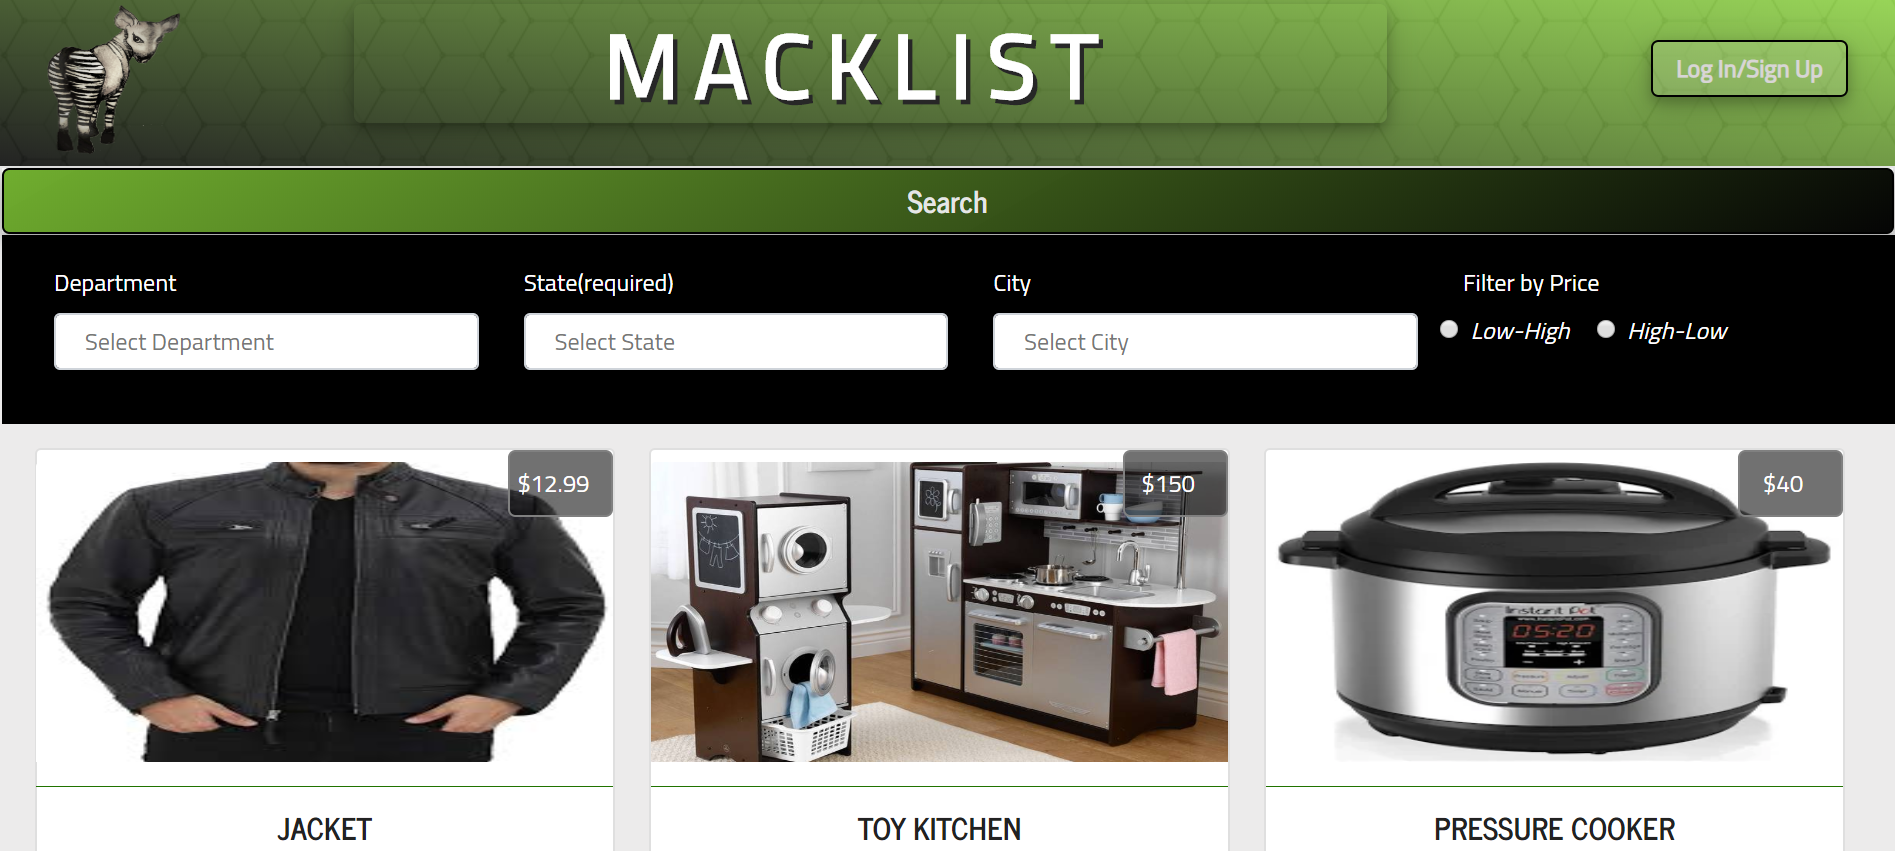 MACKLIST
Log In/Sign Up
Search
Department
State(required)
City
Filter by Price
Select Department
Select State
Select City
Low-High
High-Low
$12.99
$150
$40
Instant Pot
05:20
JACKET
TOY KITCHEN
PRESSURE COOKER